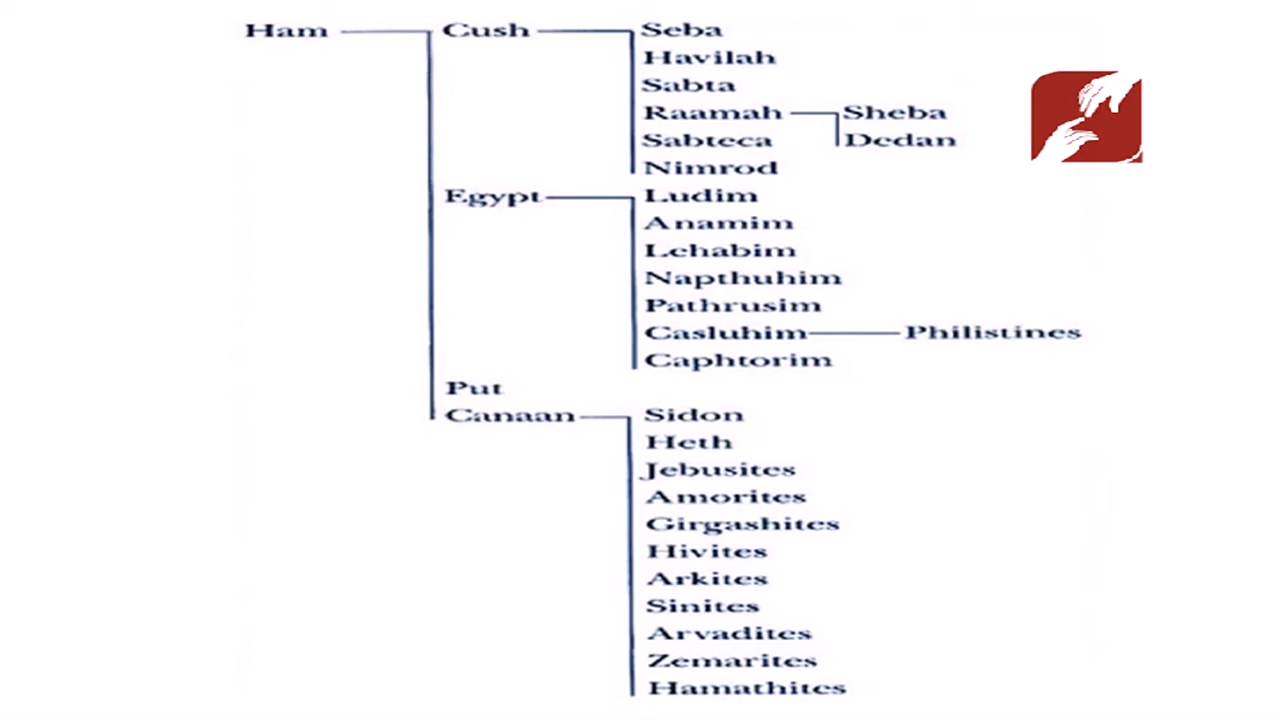 Ham Cush Seba
Havilah
Sabta
Raamah Sheba
Sabteca Dedan
Nimrod
Egypt Ludim
Anamim
Lehabim
Napthuhim
Pathrusim
Casluhim Philistines
Caphtorim
Put
Canaan Sidon
Heth
Jebusites
Amorites
Girgashites
Hivites
Arkites
Sinites
Arvadites
Zemarites
Hamathites